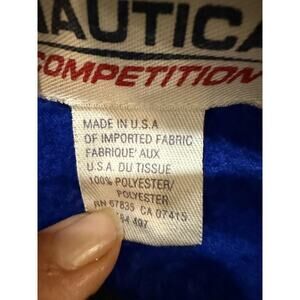 NAUTICA
COMPETITION
MADE IN U.S.A
OF IMPORTED FABRIC
FABRIQUE' AUX
U.S.A. DU TISSUE
100% POLYESTER/
POLYESTER
RN 67835 CA 07415